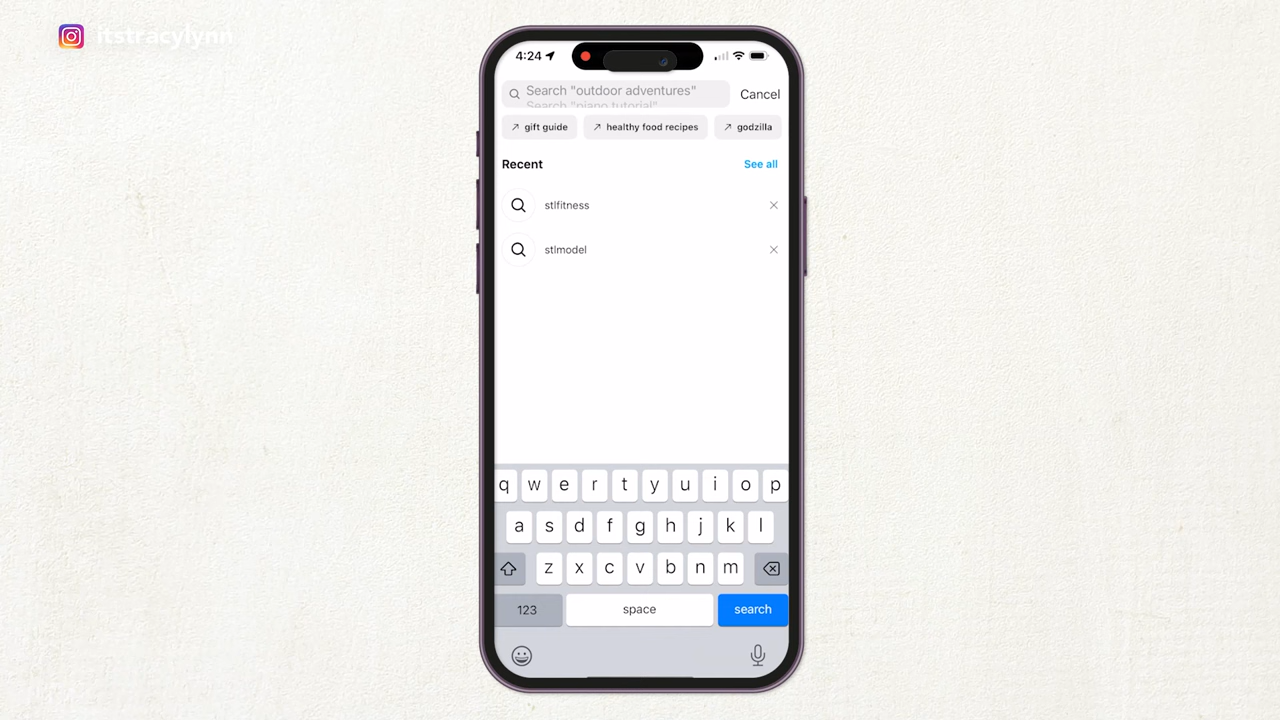 itstracylynn
4:24
Search "outdoor adventures"
Search "piano tutorial"
Cancel
gift guide
healthy food recipes
godzilla
Recent
See all
stlfitness
stlmodel
q w e r t y u i o p
a s d f g h j k l
z x c v b n m
123 space search